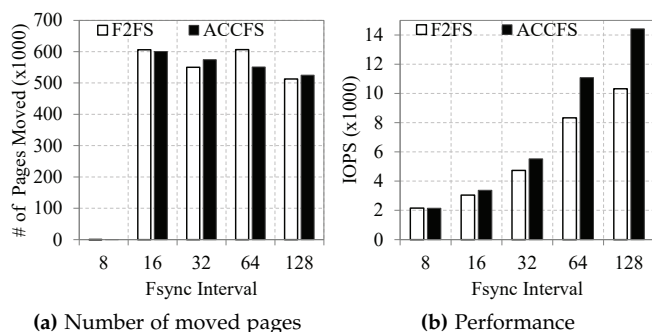 F2FS ACCFS
# of Pages Moved (x1000)
700
600
500
400
300
200
100
0
8 16 32 64 128
Fsync Interval
(a) Number of moved pages
F2FS ACCFS
IOPS (x1000)
14
12
10
8
6
4
2
0
8 16 32 64 128
Fsync Interval
(b) Performance